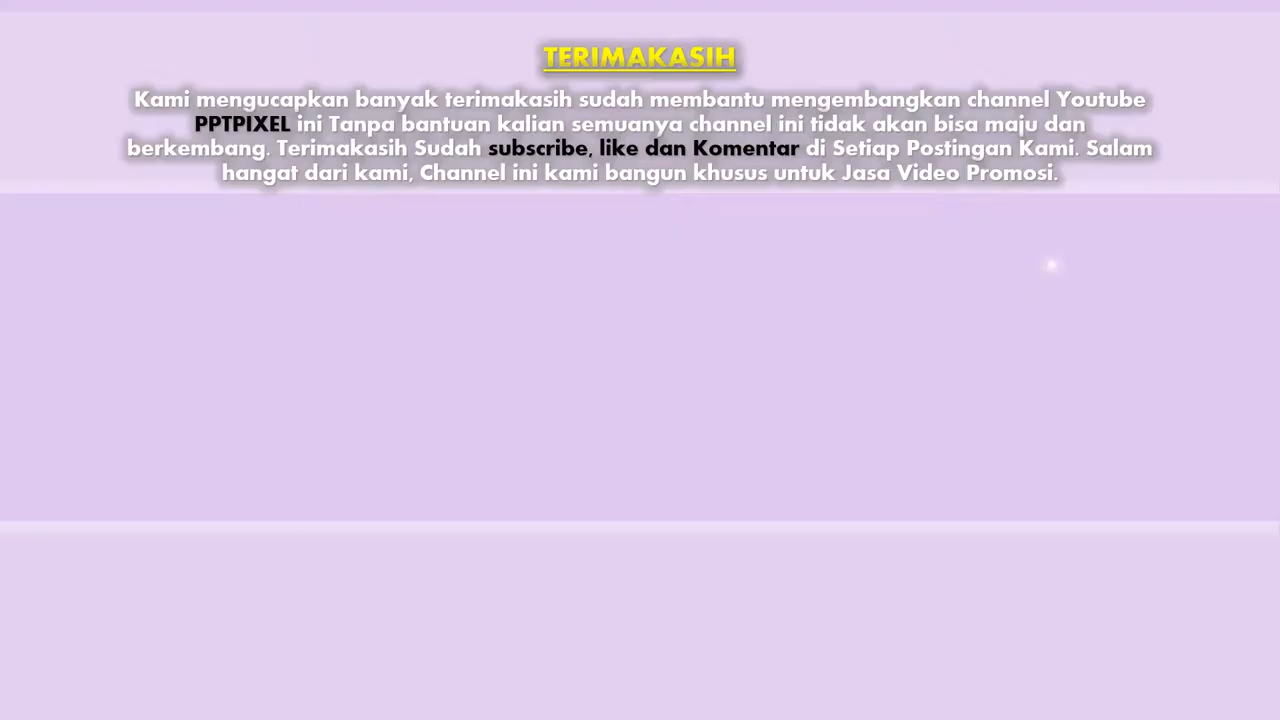 TERIMAKASIH
Kami mengucapkan banyak terimakasih sudah membantu mengembangkan channel Youtube
PPTPIXEL ini Tanpa bantuan kalian semuanya channel ini tidak akan bisa maju dan
berkembang. Terimakasih Sudah subscribe, like dan Komentar di Setiap Postingan Kami. Salam
hangat dari kami, Channel ini kami bangun khusus untuk Jasa Video Promosi.